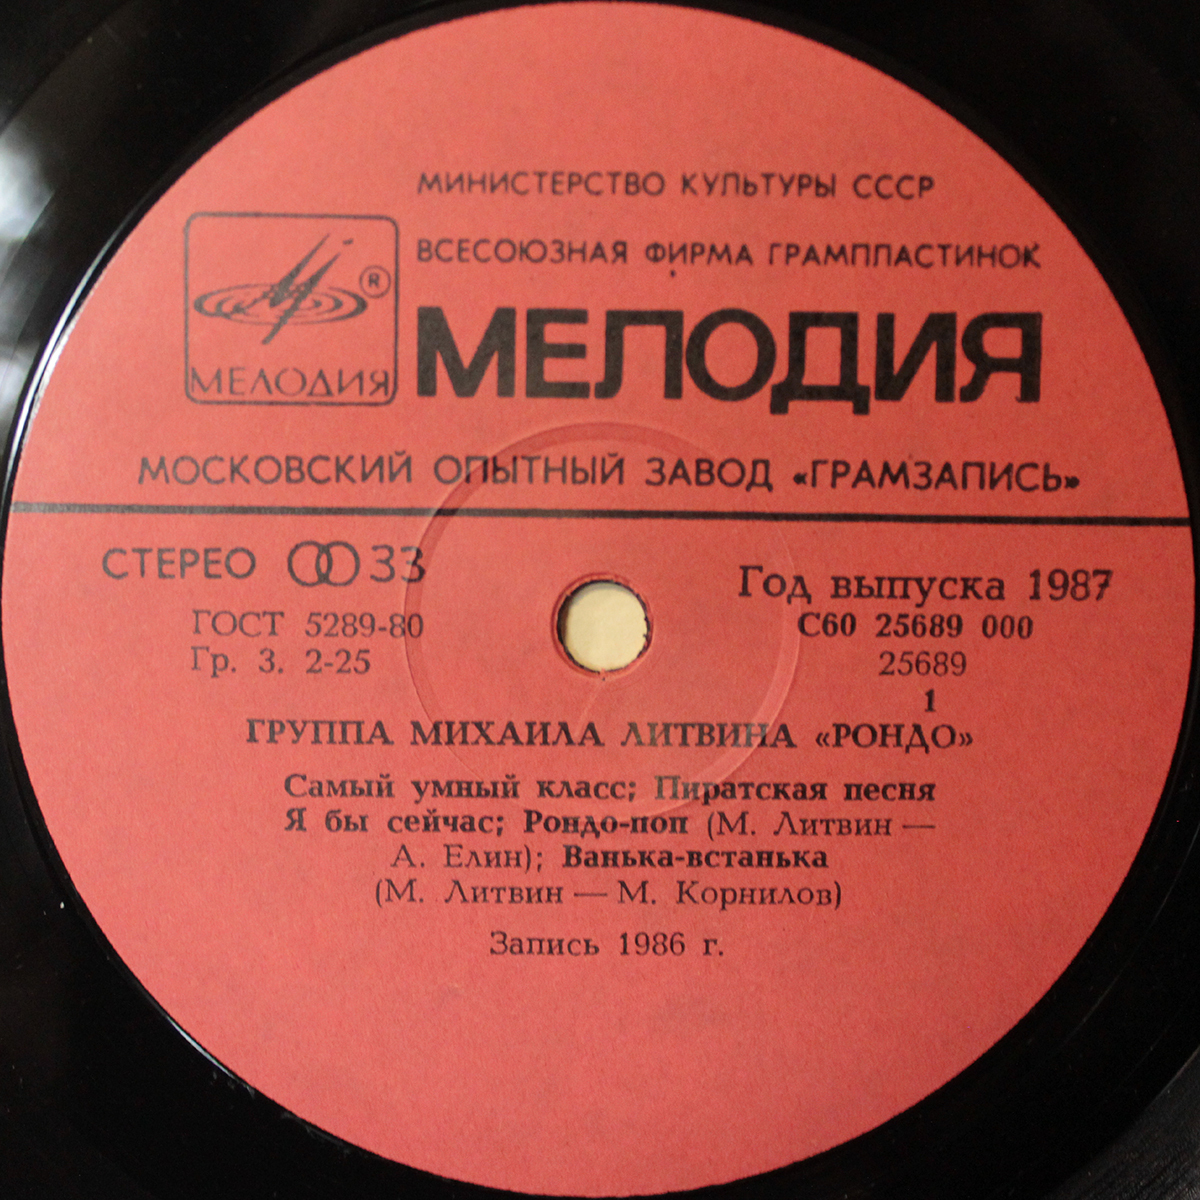 МИНИСТЕРСТВО КУЛЬТУРЫ СССР
ВСЕСОЮЗНАЯ ФИРМА ГРАМПЛАСТИНОК
®
МЕЛОДИЯ
МЕЛОДИЯ
МОСКОВСКИЙ ОПЫТНЫЙ ЗАВОД «ГРАМЗАПИСЬ»
СТЕРЕО 33
ГОСТ 5289-80
Гр. 3. 2-25
Год выпуска 1987
С60 25689 000
25689
1
ГРУППА МИХАИЛА ЛИТВИНА «РОНДО»
Самый умный класс; Пиратская песня
Я бы сейчас; Рондо-поп (М. Литвин —
А. Елин); Ванька-встанька
(М. Литвин — М. Корнилов)
Запись 1986 г.